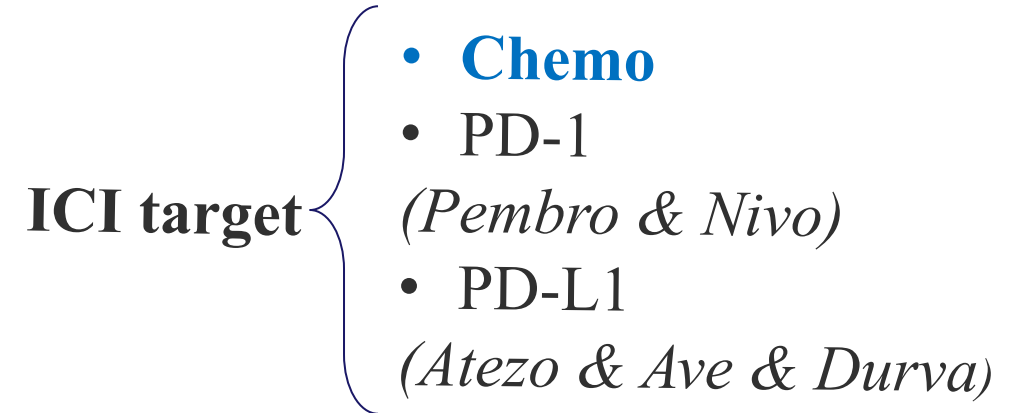 ICI target
• Chemo
• PD-1
(Pembro & Nivo)
• PD-L1
(Atezo & Ave & Durva)